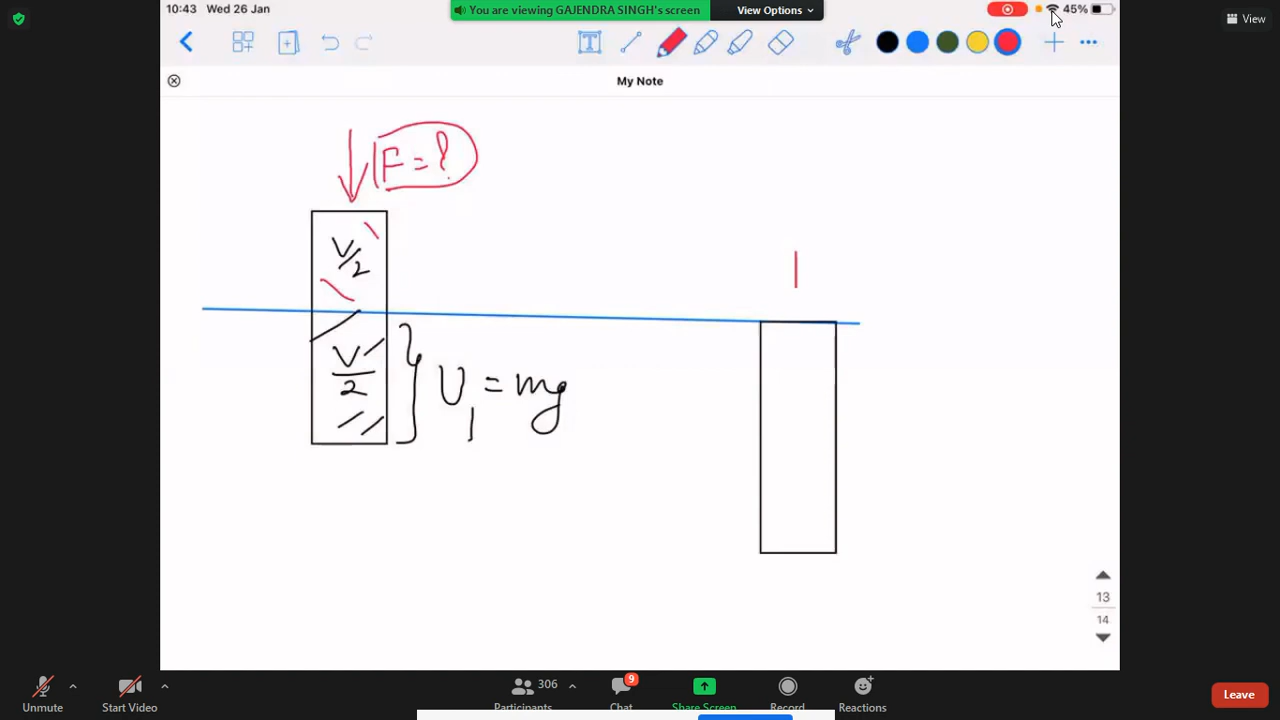 10:43 Wed 26 Jan
You are viewing GAJENDRA SINGH's screen
View Options
45%
View
My Note
F = ?
V/2
V/2
U₁ = mg
13
14
Unmute
Start Video
306
Participants
9
Chat
Share Screen
Record
Reactions
Leave